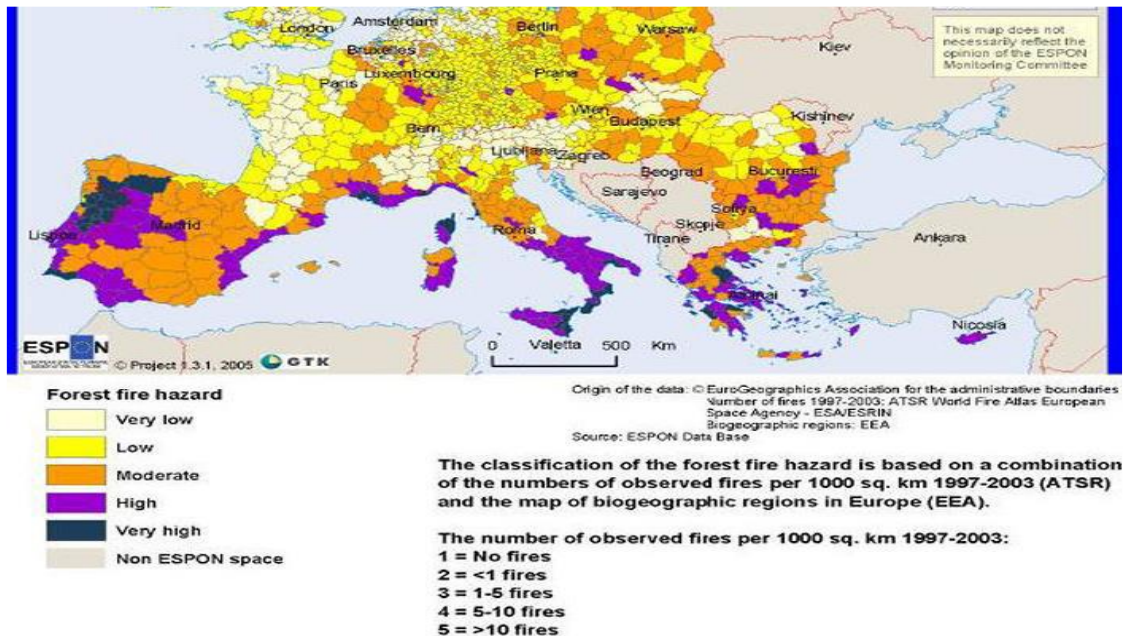 London
Amsterdam
Berlin
Warsaw
This map does not
necessarily reflect the
opinion of the ESPON
Monitoring Committee
Kiev
Bruxelles
Luxembourg
Paris
Praha
Wien
Kishinev
Bern
Budapest
Ljubljana
Zagreb
Beograd
Bucuresti
Sarajevo
Sofiya
Madrid
Roma
Skopje
Lisboa
Tirane
Ankara
Athinai
Nicosia
Valetta
0 500 Km
ESPON
© Project 1.3.1, 2005 GTK
Forest fire hazard
Very low
Low
Moderate
High
Very high
Non ESPON space
Origin of the data: © EuroGeographics Association for the administrative boundaries
Number of fires 1997-2003: ATSR World Fire Atlas European
Space Agency - ESA/ESRIN
Biogeographic regions: EEA
Source: ESPON Data Base
The classification of the forest fire hazard is based on a combination
of the numbers of observed fires per 1000 sq. km 1997-2003 (ATSR)
and the map of biogeographic regions in Europe (EEA).
The number of observed fires per 1000 sq. km 1997-2003:
1 = No fires
2 = <1 fires
3 = 1-5 fires
4 = 5-10 fires
5 = >10 fires